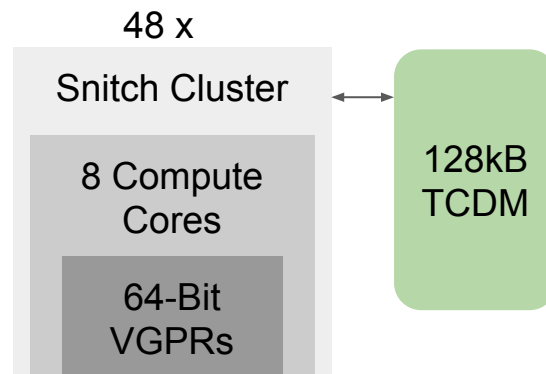 48 x
Snitch Cluster
8 Compute
Cores
64-Bit
VGPRs
128kB
TCDM